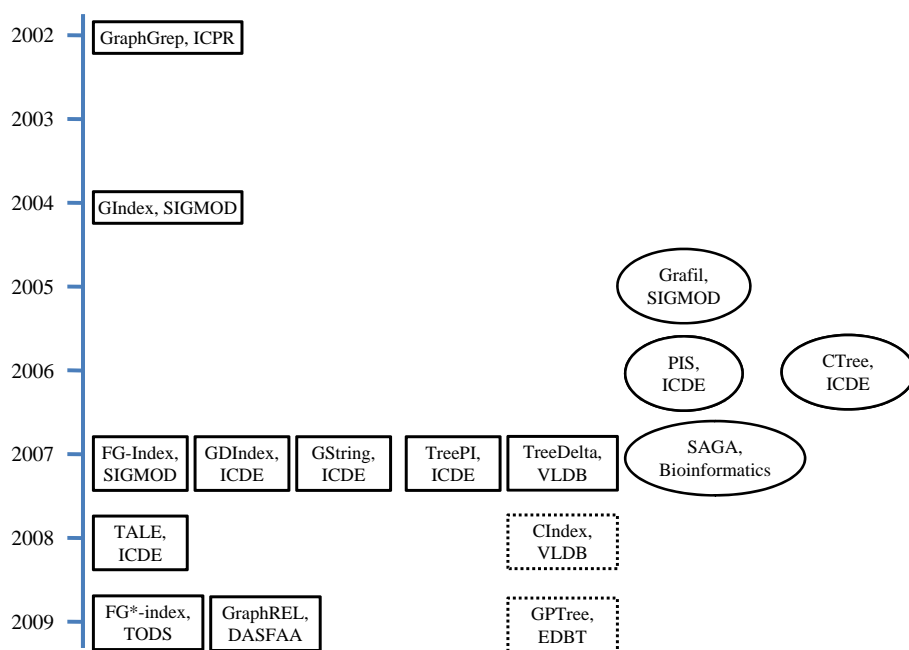 2002
GraphGrep, ICPR
2003
2004
GIndex, SIGMOD
2005
Grafil,
SIGMOD
2006
PIS,
ICDE
CTree,
ICDE
2007
FG-Index,
SIGMOD
GDIndex,
ICDE
GString,
ICDE
TreePI,
ICDE
TreeDelta,
VLDB
SAGA,
Bioinformatics
2008
TALE,
ICDE
CIndex,
VLDB
2009
FG*-index,
TODS
GraphREL,
DASFAA
GPTree,
EDBT